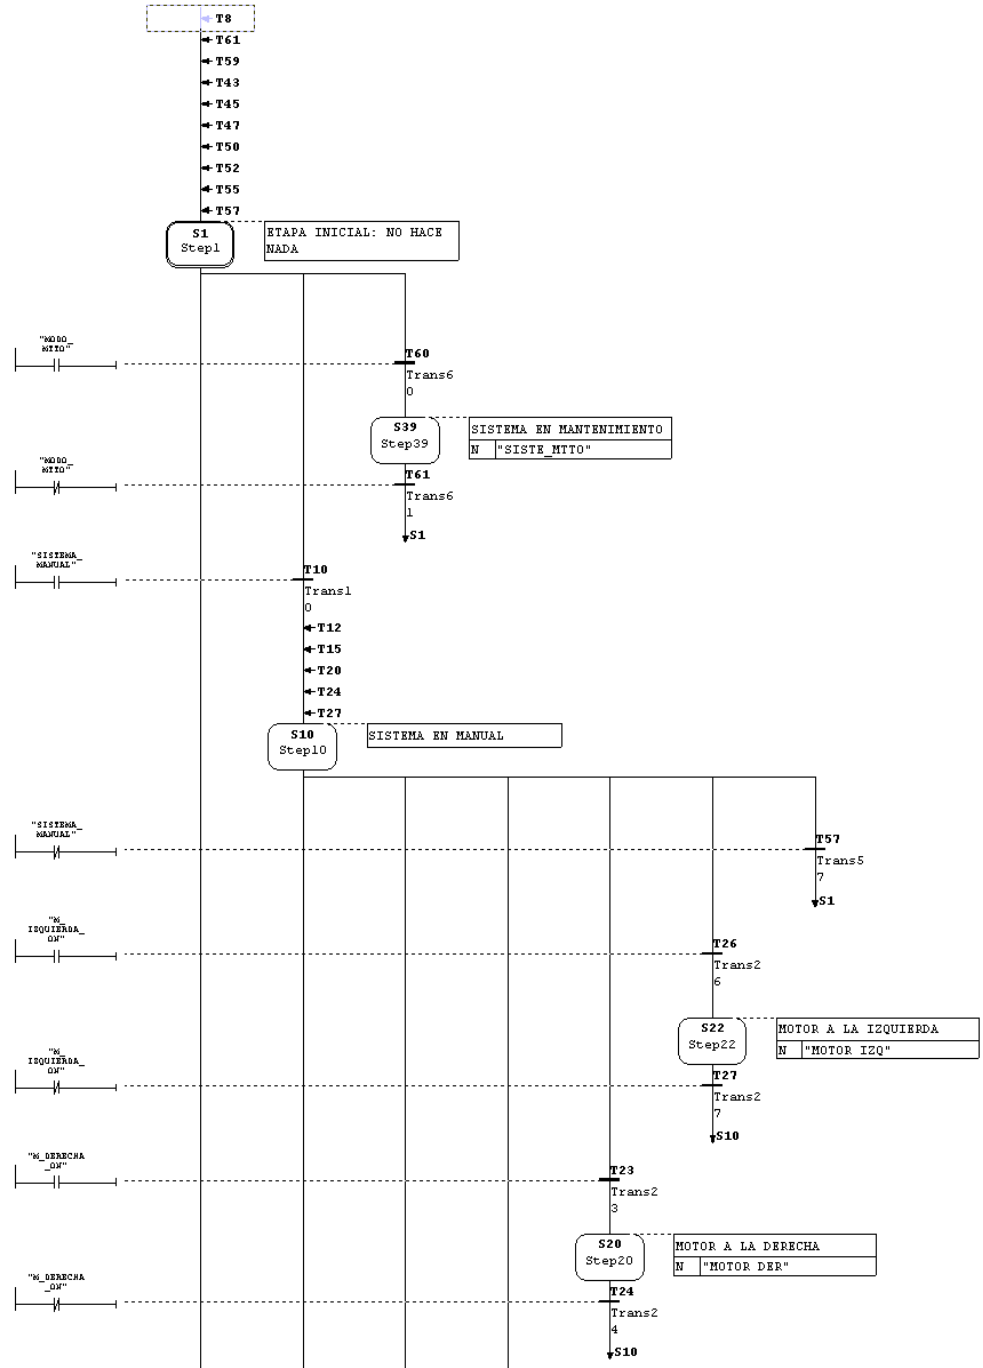 T8
T61
T59
T43
T45
T47
T50
T52
T55
T57
S1
Step1
ETAPA INICIAL: NO HACE
NADA
"MODO_
MTTO"
T60
Trans6
0
S39
Step39
SISTEMA EN MANTENIMIENTO
N "SISTE_MTTO"
"MODO_
MTTO"
T61
Trans6
1
S1
"SISTEMA_
MANUAL"
T10
Trans1
0
T12
T15
T20
T24
T27
S10
Step10
SISTEMA EN MANUAL
"SISTEMA_
MANUAL"
T57
Trans5
7
S1
"M_
IZQUIERDA_
ON"
T26
Trans2
6
S22
Step22
MOTOR A LA IZQUIERDA
N "MOTOR IZQ"
"M_
IZQUIERDA_
ON"
T27
Trans2
7
S10
"M_DERECHA
_ON"
T23
Trans2
3
S20
Step20
MOTOR A LA DERECHA
N "MOTOR DER"
"M_DERECHA
_ON"
T24
Trans2
4
S10